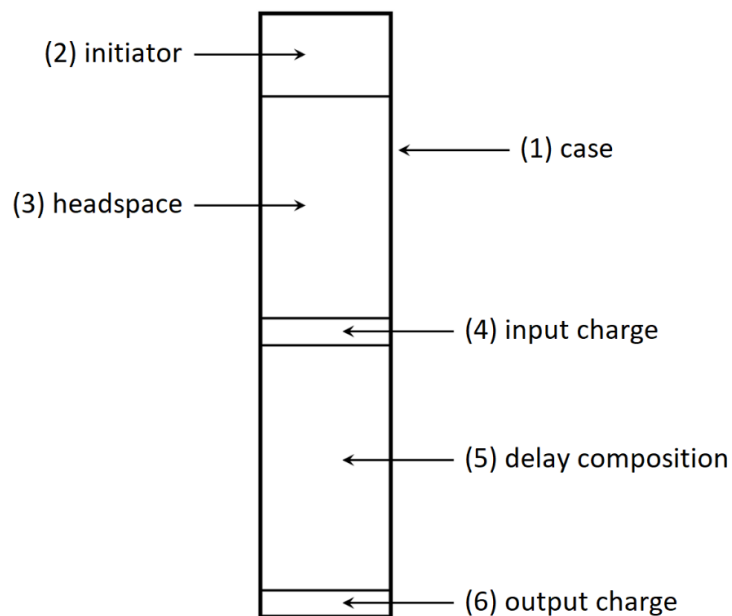 (2) initiator
(1) case
(3) headspace
(4) input charge
(5) delay composition
(6) output charge